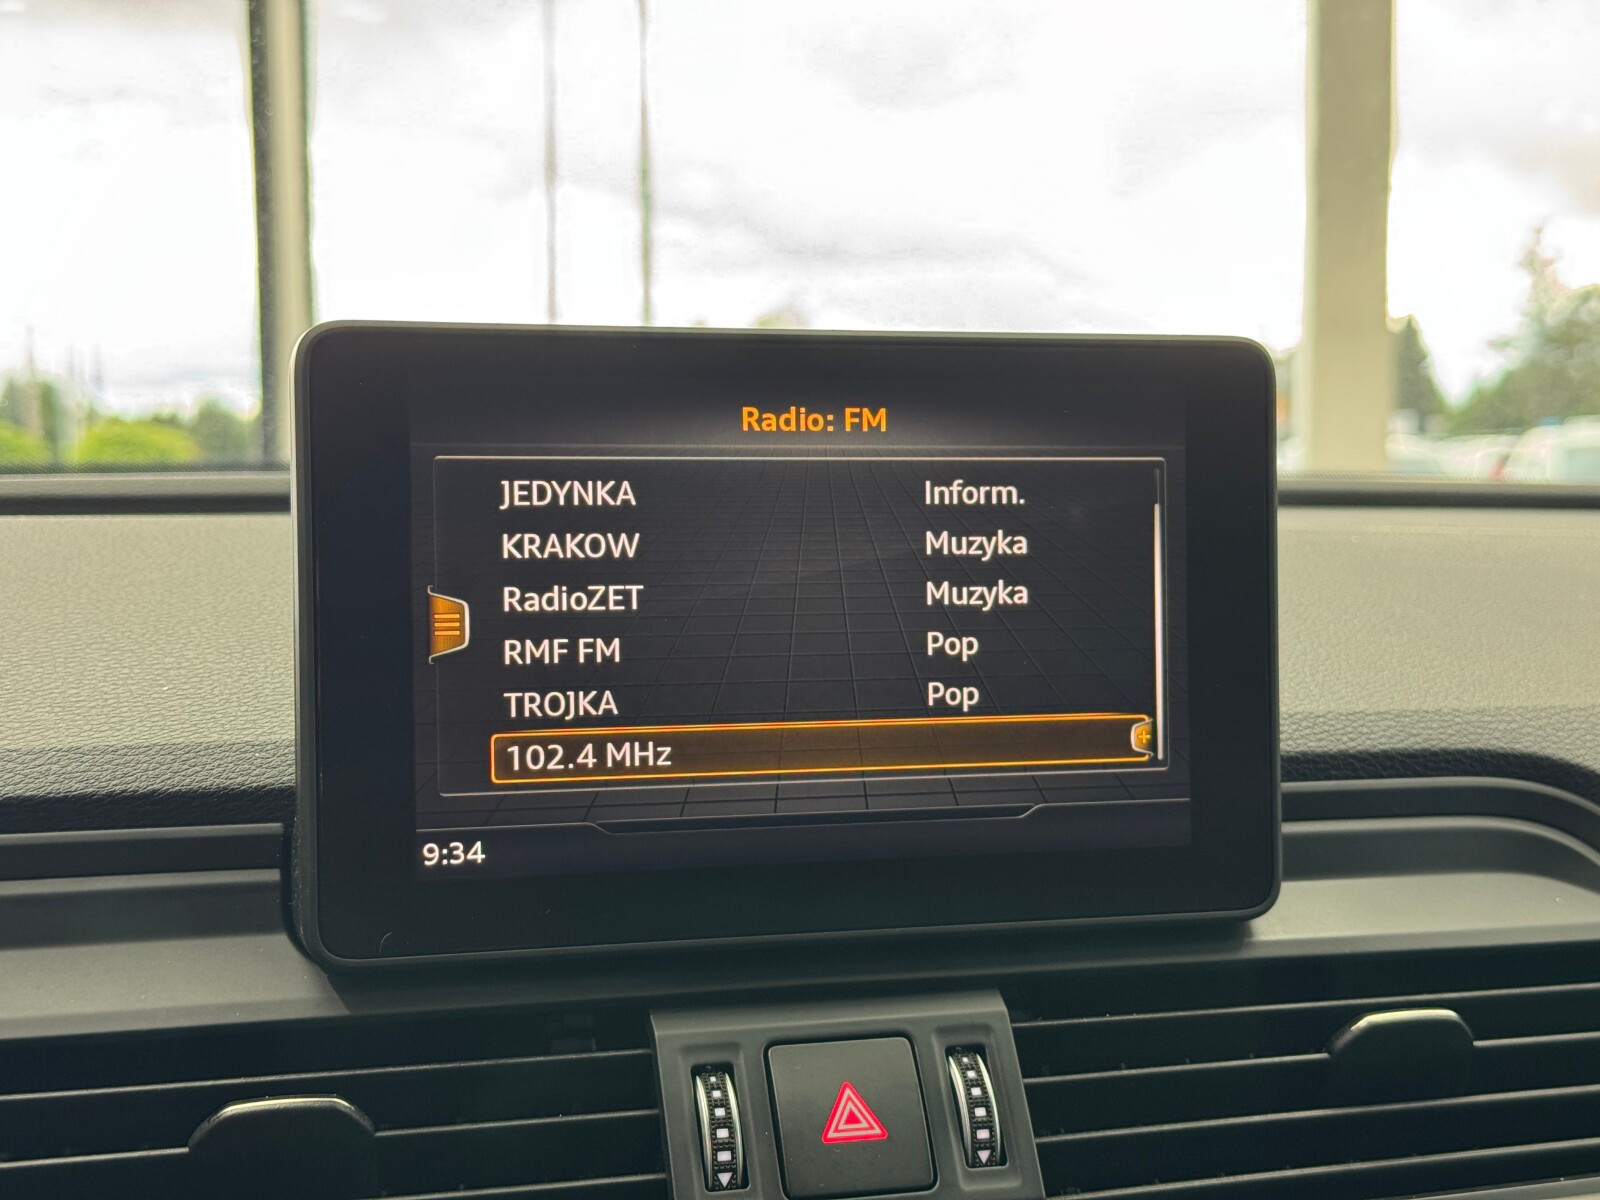 Radio: FM
JEDYNKA Inform.
KRAKOW Muzyka
RadioZET Muzyka
RMF FM Pop
TROJKA Pop
102.4 MHz
9:34